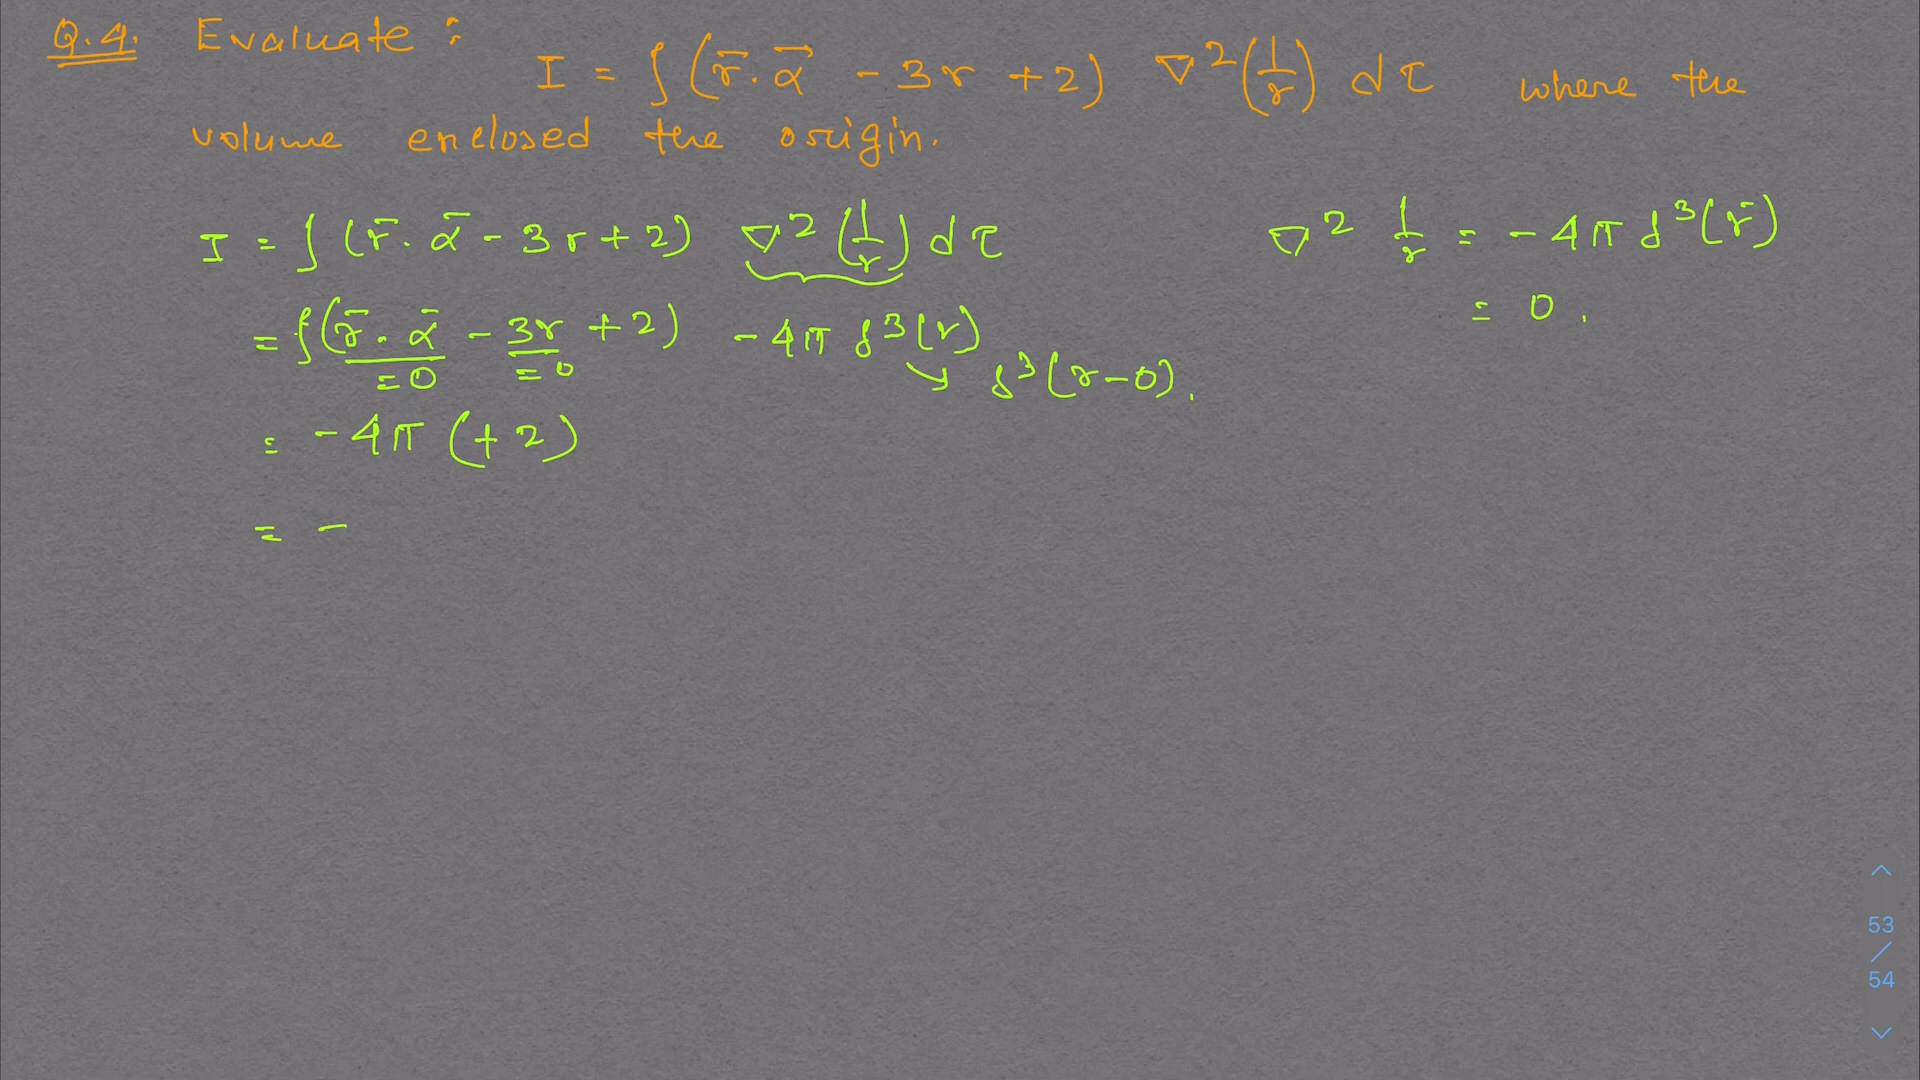 Q.4. Evaluate :
I = ∫ (r̄. α⃗ - 3r + 2) ∇² (1/r) dτ where the
volume enclosed the origin.
I = ∫ (r̄. ᾱ - 3r + 2) ∇² (1/r) dτ
∇² 1/r = - 4π δ³(r̄)
= 0.
= ∫ (r̄. ᾱ - 3r + 2) - 4π δ³(r)
= 0 = 0 ↘ δ³(r-0).
= - 4π (+2)
= -
53
/
54